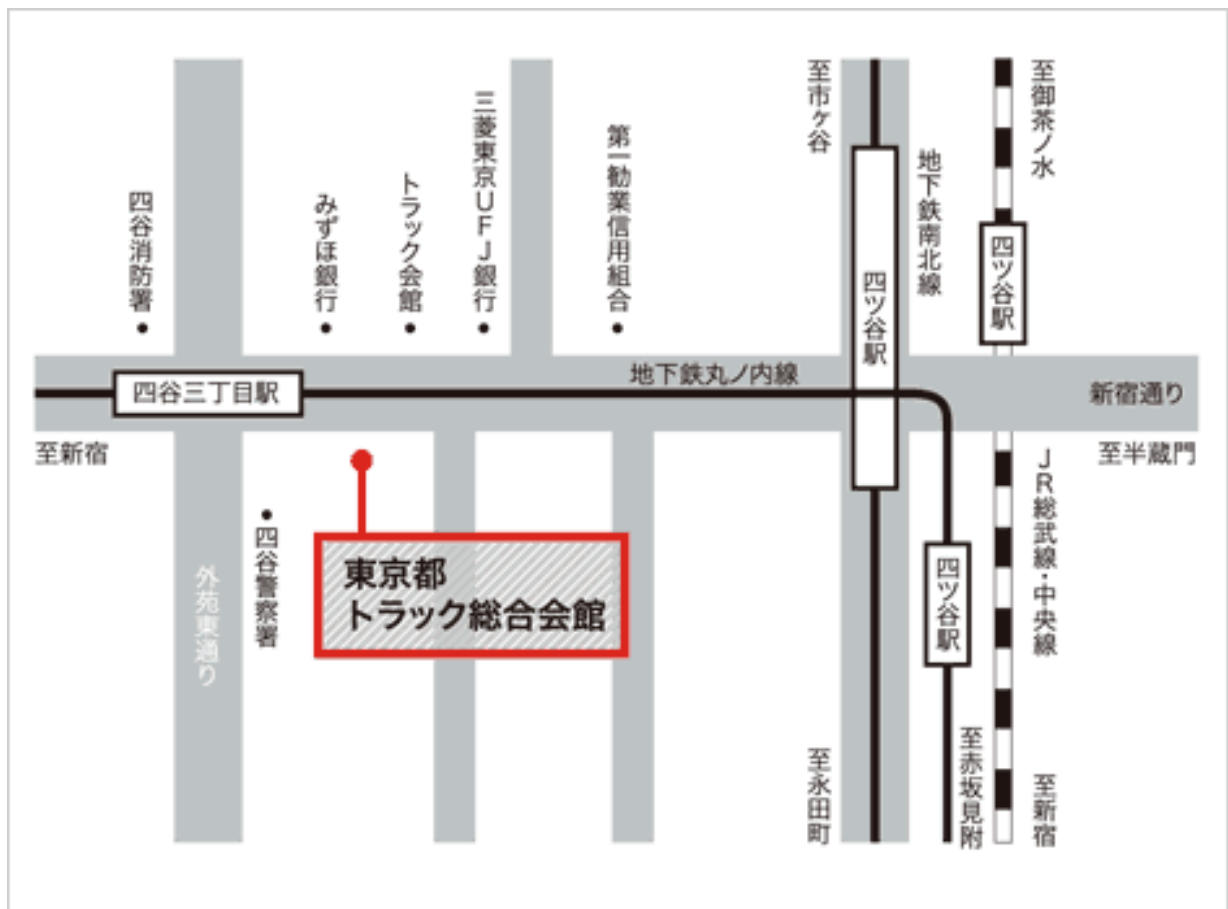 四谷消防署
みずほ銀行
トラック会館
三菱東京UFJ銀行
第一勧業信用組合
至市ヶ谷
地下鉄南北線
至御茶ノ水
四ツ谷駅
四ツ谷駅
四谷三丁目駅
地下鉄丸ノ内線
新宿通り
至新宿
至半蔵門
外苑東通り
四谷警察署
東京都
トラック総合会館
四ツ谷駅
JR総武線・中央線
至永田町
至赤坂見附
至新宿